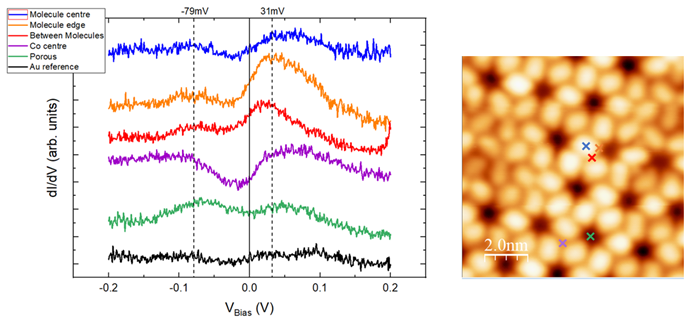 Molecule centre
Molecule edge
Between Molecules
Co centre
Porous
Au reference
-79mV
31mV
dI/dV (arb. units)
-0.2
-0.1
0.0
0.1
0.2
VBias (V)
2.0nm